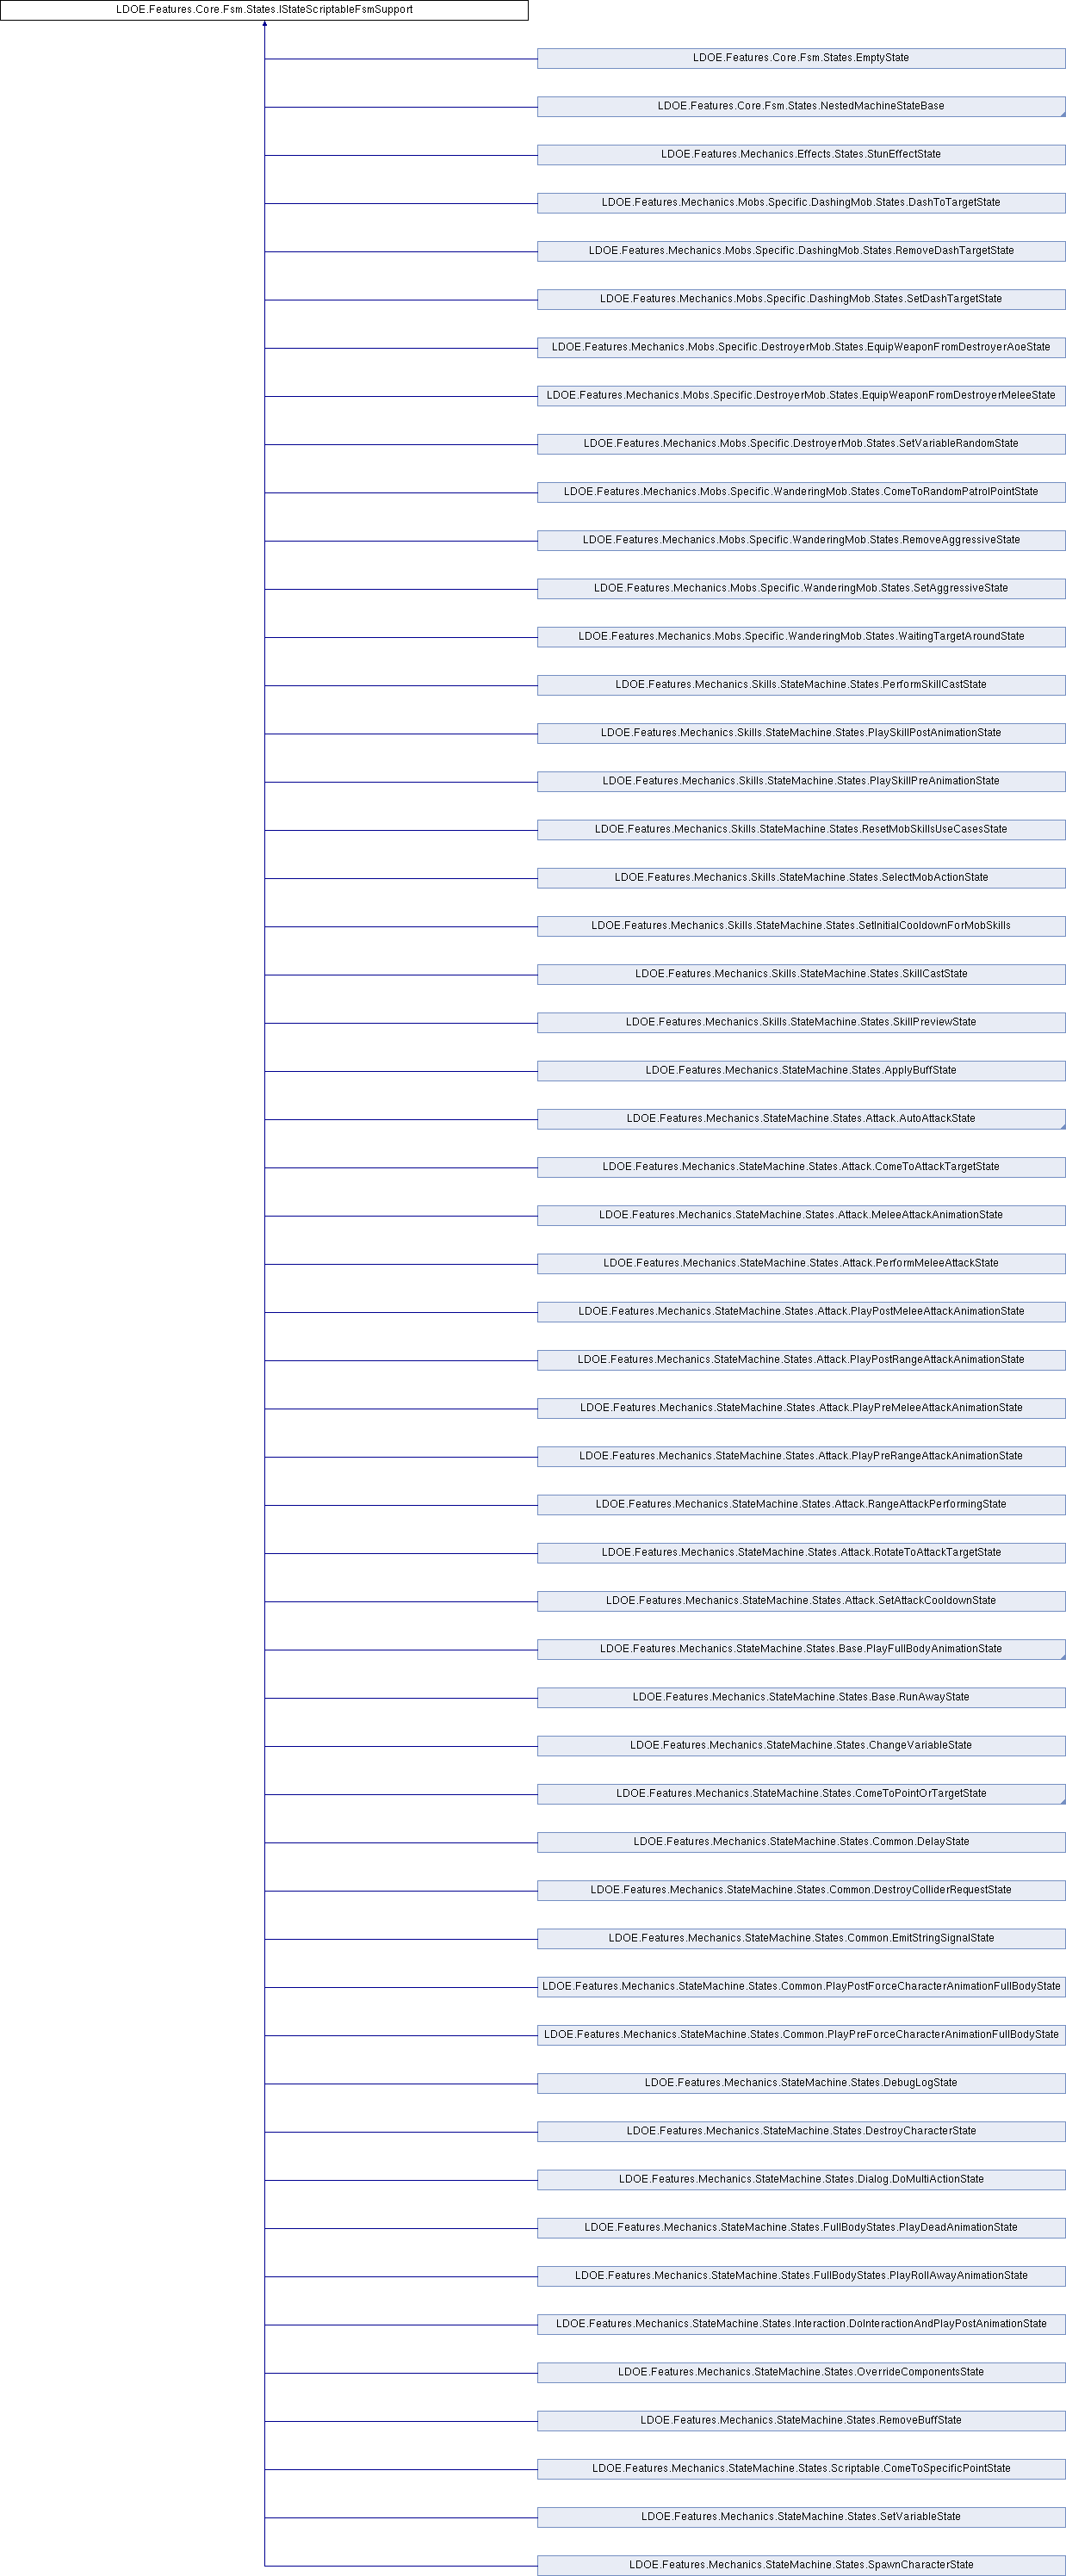 LDOE.Features.Core.Fsm.States.IStateScriptableFsmSupport
LDOE.Features.Core.Fsm.States.EmptyState
LDOE.Features.Core.Fsm.States.NestedMachineStateBase
LDOE.Features.Mechanics.Effects.States.StunEffectState
LDOE.Features.Mechanics.Mobs.Specific.DashingMob.States.DashToTargetState
LDOE.Features.Mechanics.Mobs.Specific.DashingMob.States.RemoveDashTargetState
LDOE.Features.Mechanics.Mobs.Specific.DashingMob.States.SetDashTargetState
LDOE.Features.Mechanics.Mobs.Specific.DestroyerMob.States.EquipWeaponFromDestroyerAoeState
LDOE.Features.Mechanics.Mobs.Specific.DestroyerMob.States.EquipWeaponFromDestroyerMeleeState
LDOE.Features.Mechanics.Mobs.Specific.DestroyerMob.States.SetVariableRandomState
LDOE.Features.Mechanics.Mobs.Specific.WanderingMob.States.ComeToRandomPatrolPointState
LDOE.Features.Mechanics.Mobs.Specific.WanderingMob.States.RemoveAggressiveState
LDOE.Features.Mechanics.Mobs.Specific.WanderingMob.States.SetAggressiveState
LDOE.Features.Mechanics.Mobs.Specific.WanderingMob.States.WaitingTargetAroundState
LDOE.Features.Mechanics.Skills.StateMachine.States.PerformSkillCastState
LDOE.Features.Mechanics.Skills.StateMachine.States.PlaySkillPostAnimationState
LDOE.Features.Mechanics.Skills.StateMachine.States.PlaySkillPreAnimationState
LDOE.Features.Mechanics.Skills.StateMachine.States.ResetMobSkillsUseCasesState
LDOE.Features.Mechanics.Skills.StateMachine.States.SelectMobActionState
LDOE.Features.Mechanics.Skills.StateMachine.States.SetInitialCooldownForMobSkills
LDOE.Features.Mechanics.Skills.StateMachine.States.SkillCastState
LDOE.Features.Mechanics.Skills.StateMachine.States.SkillPreviewState
LDOE.Features.Mechanics.StateMachine.States.ApplyBuffState
LDOE.Features.Mechanics.StateMachine.States.Attack.AutoAttackState
LDOE.Features.Mechanics.StateMachine.States.Attack.ComeToAttackTargetState
LDOE.Features.Mechanics.StateMachine.States.Attack.MeleeAttackAnimationState
LDOE.Features.Mechanics.StateMachine.States.Attack.PerformMeleeAttackState
LDOE.Features.Mechanics.StateMachine.States.Attack.PlayPostMeleeAttackAnimationState
LDOE.Features.Mechanics.StateMachine.States.Attack.PlayPostRangeAttackAnimationState
LDOE.Features.Mechanics.StateMachine.States.Attack.PlayPreMeleeAttackAnimationState
LDOE.Features.Mechanics.StateMachine.States.Attack.PlayPreRangeAttackAnimationState
LDOE.Features.Mechanics.StateMachine.States.Attack.RangeAttackPerformingState
LDOE.Features.Mechanics.StateMachine.States.Attack.RotateToAttackTargetState
LDOE.Features.Mechanics.StateMachine.States.Attack.SetAttackCooldownState
LDOE.Features.Mechanics.StateMachine.States.Base.PlayFullBodyAnimationState
LDOE.Features.Mechanics.StateMachine.States.Base.RunAwayState
LDOE.Features.Mechanics.StateMachine.States.ChangeVariableState
LDOE.Features.Mechanics.StateMachine.States.ComeToPointOrTargetState
LDOE.Features.Mechanics.StateMachine.States.Common.DelayState
LDOE.Features.Mechanics.StateMachine.States.Common.DestroyColliderRequestState
LDOE.Features.Mechanics.StateMachine.States.Common.EmitStringSignalState
LDOE.Features.Mechanics.StateMachine.States.Common.PlayPostForceCharacterAnimationFullBodyState
LDOE.Features.Mechanics.StateMachine.States.Common.PlayPreForceCharacterAnimationFullBodyState
LDOE.Features.Mechanics.StateMachine.States.DebugLogState
LDOE.Features.Mechanics.StateMachine.States.DestroyCharacterState
LDOE.Features.Mechanics.StateMachine.States.Dialog.DoMultiActionState
LDOE.Features.Mechanics.StateMachine.States.FullBodyStates.PlayDeadAnimationState
LDOE.Features.Mechanics.StateMachine.States.FullBodyStates.PlayRollAwayAnimationState
LDOE.Features.Mechanics.StateMachine.States.Interaction.DoInteractionAndPlayPostAnimationState
LDOE.Features.Mechanics.StateMachine.States.OverrideComponentsState
LDOE.Features.Mechanics.StateMachine.States.RemoveBuffState
LDOE.Features.Mechanics.StateMachine.States.Scriptable.ComeToSpecificPointState
LDOE.Features.Mechanics.StateMachine.States.SetVariableState
LDOE.Features.Mechanics.StateMachine.States.SpawnCharacterState